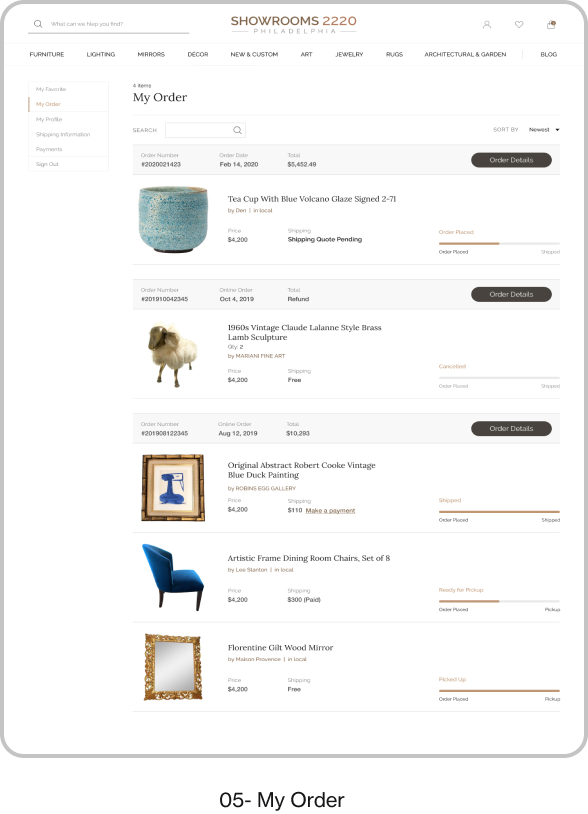 What can we help you find?
SHOWROOMS 2220
PHILADELPHIA
FURNITURE LIGHTING MIRRORS DÉCOR NEW & CUSTOM ART JEWELRY RUGS ARCHITECTURAL & GARDEN BLOG
My Favorite
My Order
My Profile
Shipping Information
Payments
Sign Out
4 items
My Order
SEARCH
SORT BY Newest
Order Number Order Date Total
#2020021423 Feb 14, 2020 $5,452.49
Order Details
Tea Cup With Blue Volcano Glaze Signed 2-71
by Den | in local
Price Shipping
$4,200 Shipping Quote Pending
Order Placed
Order Placed Shipped
Order Number Online Order Total
#201910042345 Oct 4, 2019 Refund
Order Details
1960s Vintage Claude Lalanne Style Brass
Lamb Sculpture
Qty: 2
by MARIANI FINE ART
Price Shipping
$4,200 Free
Cancelled
Order Placed Shipped
Order Number Online Order Total
#201908122345 Aug 12, 2019 $10,293
Order Details
Original Abstract Robert Cooke Vintage
Blue Duck Painting
by ROBINS EGG GALLERY
Price Shipping
$4,200 $110 Make a payment
Shipped
Order Placed Shipped
Artistic Frame Dining Room Chairs, Set of 8
by Lee Stanton | in local
Price Shipping
$4,200 $300 (Paid)
Ready for Pickup
Order Placed Pickup
Florentine Gilt Wood Mirror
by Maison Provence | in local
Price Shipping
$4,200 Free
Picked Up
Order Placed Pickup
05- My Order